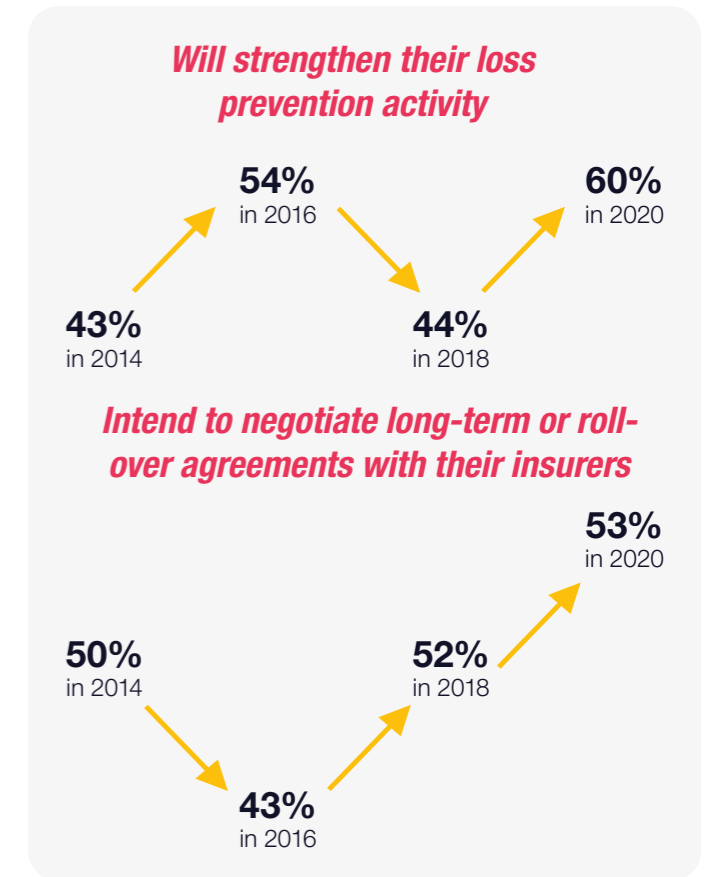 Will strengthen their loss
prevention activity
54%
in 2016
60%
in 2020
43%
in 2014
44%
in 2018
Intend to negotiate long-term or roll-
over agreements with their insurers
53%
in 2020
50%
in 2014
52%
in 2018
43%
in 2016